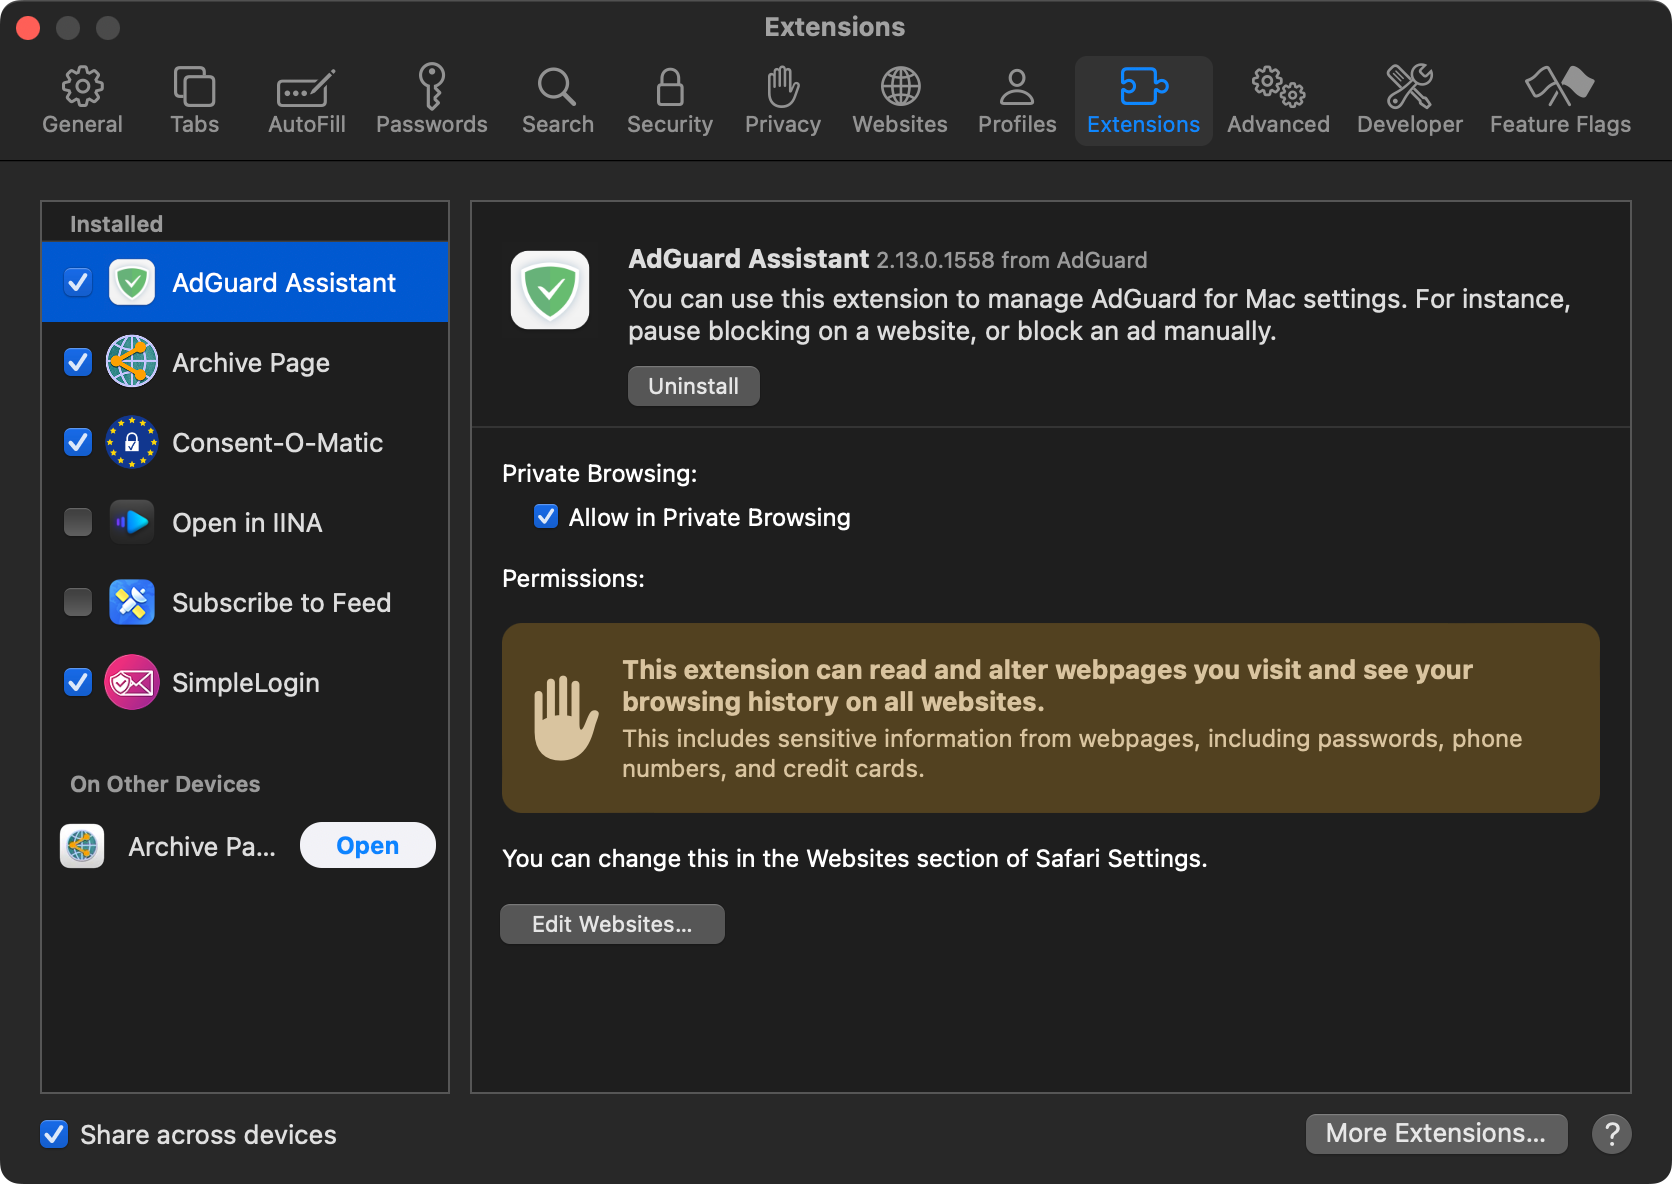 Extensions
General
Tabs
AutoFill
Passwords
Search
Security
Privacy
Websites
Profiles
Extensions
Advanced
Developer
Feature Flags
Installed
AdGuard Assistant
Archive Page
Consent-O-Matic
Open in IINA
Subscribe to Feed
SimpleLogin
On Other Devices
Archive Pa...
Open
AdGuard Assistant 2.13.0.1558 from AdGuard
You can use this extension to manage AdGuard for Mac settings. For instance,
pause blocking on a website, or block an ad manually.
Uninstall
Private Browsing:
Allow in Private Browsing
Permissions:
This extension can read and alter webpages you visit and see your
browsing history on all websites.
This includes sensitive information from webpages, including passwords, phone
numbers, and credit cards.
You can change this in the Websites section of Safari Settings.
Edit Websites...
Share across devices
More Extensions...
?